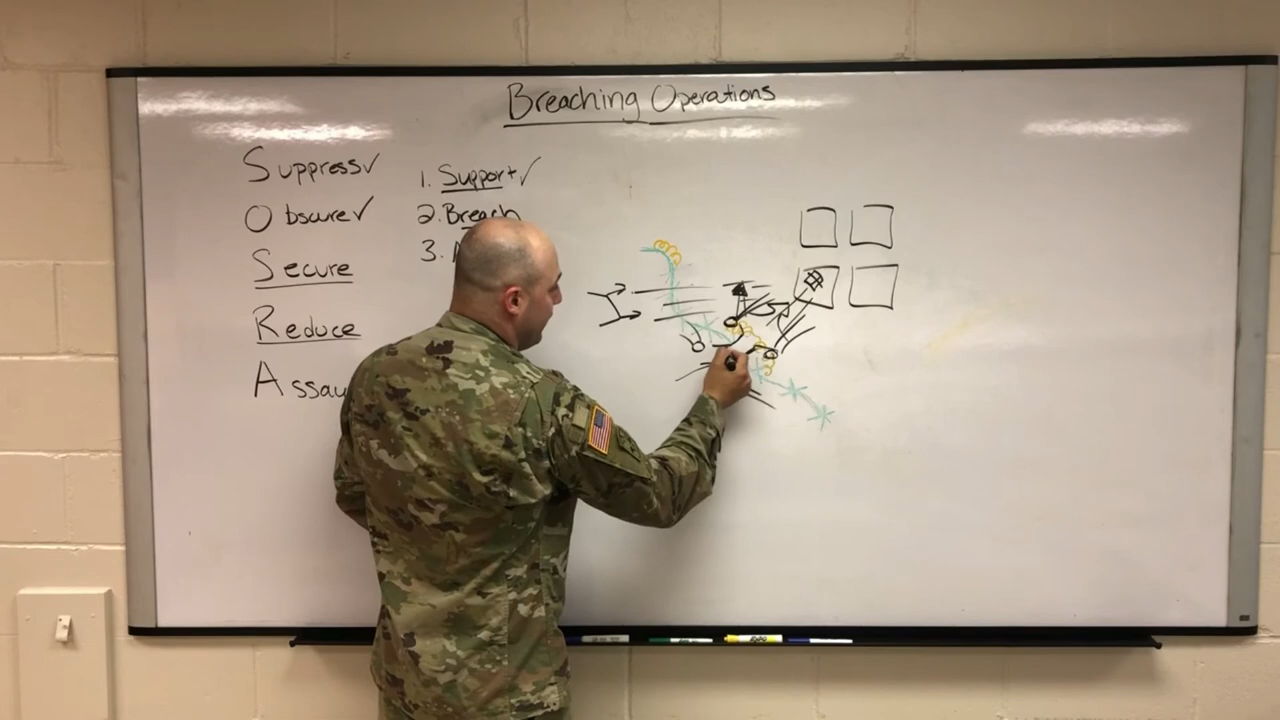 Breaching Operations
Suppress✓
Obscure✓
Secure
Reduce
Assau
1. Support✓
2. Breach
3.